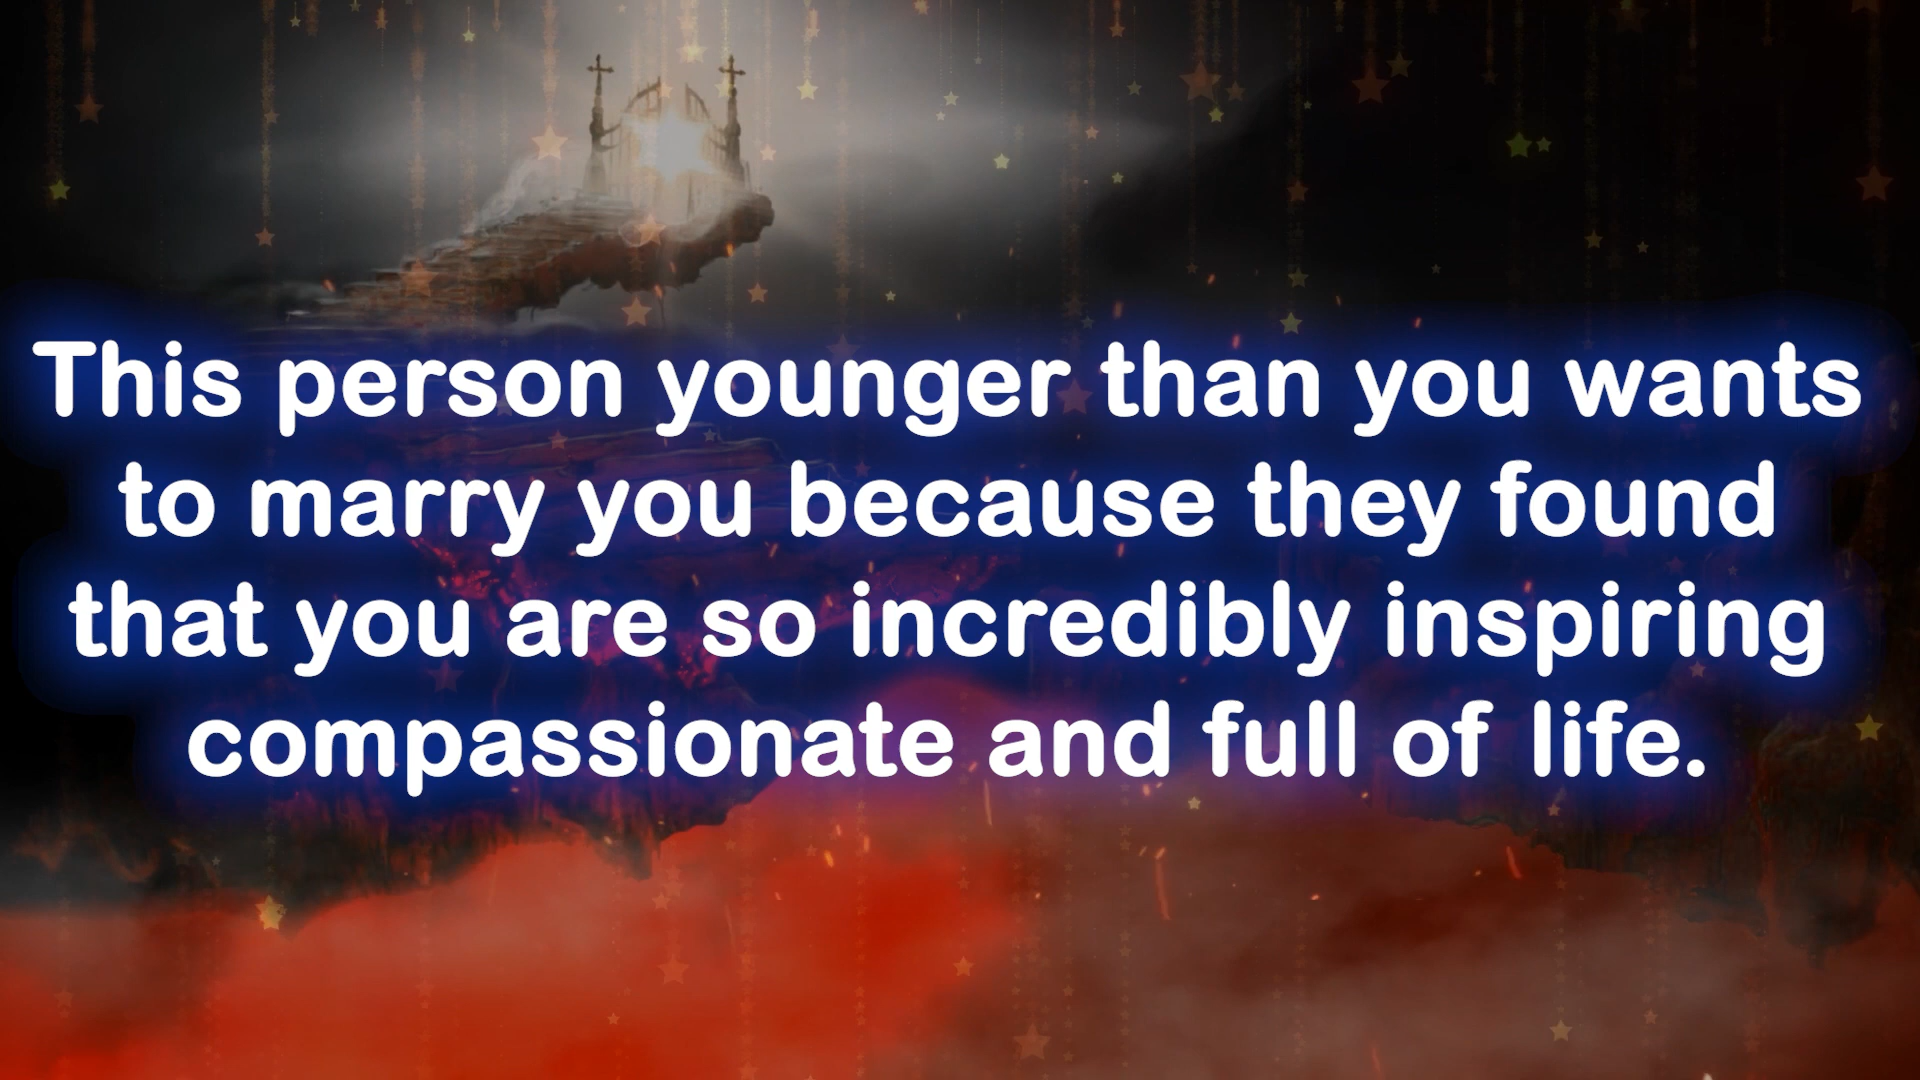 This person younger than you wants
to marry you because they found
that you are so incredibly inspiring
compassionate and full of life.